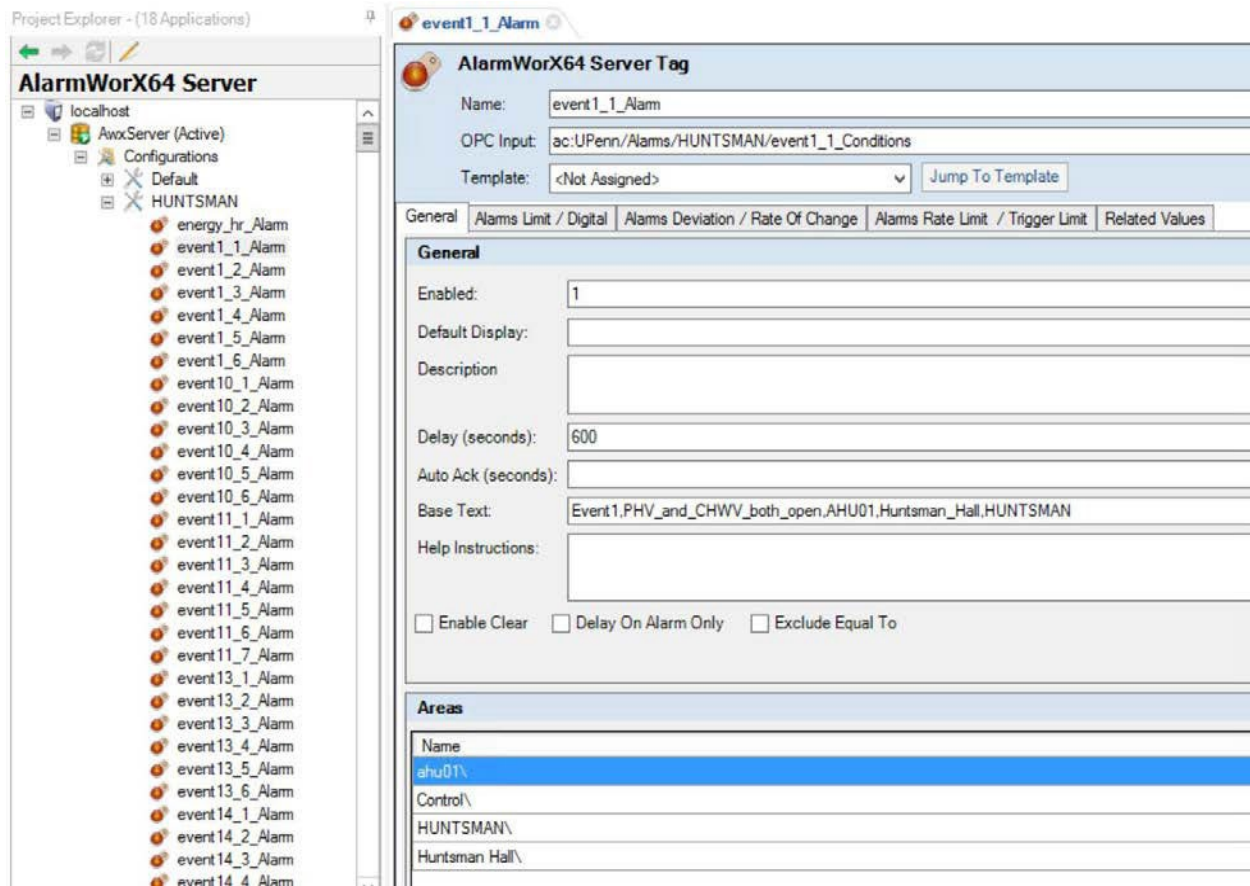 Project Explorer - (18 Applications)
AlarmWorX64 Server
localhost
AwxServer (Active)
Configurations
Default
HUNTSMAN
energy_hr_Alarm
event1_1_Alarm
event1_2_Alarm
event1_3_Alarm
event1_4_Alarm
event1_5_Alarm
event1_6_Alarm
event10_1_Alarm
event10_2_Alarm
event10_3_Alarm
event10_4_Alarm
event10_5_Alarm
event10_6_Alarm
event11_1_Alarm
event11_2_Alarm
event11_3_Alarm
event11_4_Alarm
event11_5_Alarm
event11_6_Alarm
event11_7_Alarm
event13_1_Alarm
event13_2_Alarm
event13_3_Alarm
event13_4_Alarm
event13_5_Alarm
event13_6_Alarm
event14_1_Alarm
event14_2_Alarm
event14_3_Alarm
event14_4_Alarm
event1_1_Alarm
AlarmWorX64 Server Tag
Name: event1_1_Alarm
OPC Input: ac:UPenn/Alarms/HUNTSMAN/event1_1_Conditions
Template: <Not Assigned> Jump To Template
General Alarms Limit / Digital Alarms Deviation / Rate Of Change Alarms Rate Limit / Trigger Limit Related Values
General
Enabled: 1
Default Display:
Description
Delay (seconds): 600
Auto Ack (seconds):
Base Text: Event1,PHV_and_CHWV_both_open,AHU01,Huntsman_Hall,HUNTSMAN
Help Instructions:
Enable Clear Delay On Alarm Only Exclude Equal To
Areas
Name
ahu01\
Control\
HUNTSMAN\
Huntsman Hall\